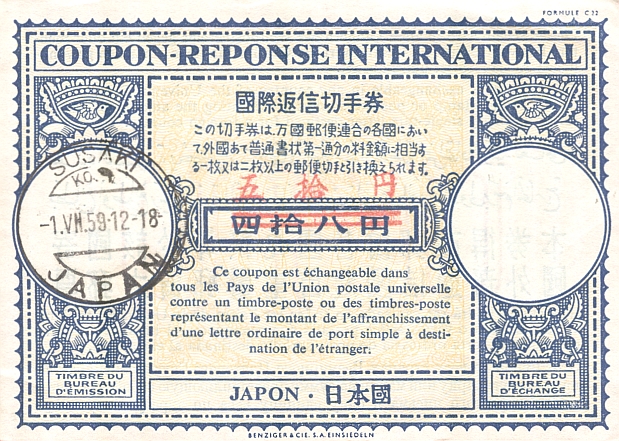 FORMULE C 22
COUPON-REPONSE INTERNATIONAL
國際返信切手券
この切手券は、万國郵便連合の各國におい
て、外國あて普通書状第一通分の料金額に相当す
る一枚又は二枚以上の郵便切手と引き換えられます。
五拾円
四拾八円
SUSAKI
-1.VII.59.12-18
JAPAN
Ce coupon est échangeable dans
tous les Pays de l'Union postale universelle
contre un timbre-poste ou des timbres-poste
représentant le montant de l'affranchissement
d'une lettre ordinaire de port simple à desti-
nation de l'étranger.
TIMBRE DU
BUREAU
D'ÉMISSION
JAPON · 日本國
TIMBRE DU
BUREAU
D'ÉCHANGE
BENZIGER & CIE. S.A. EINSIEDELN